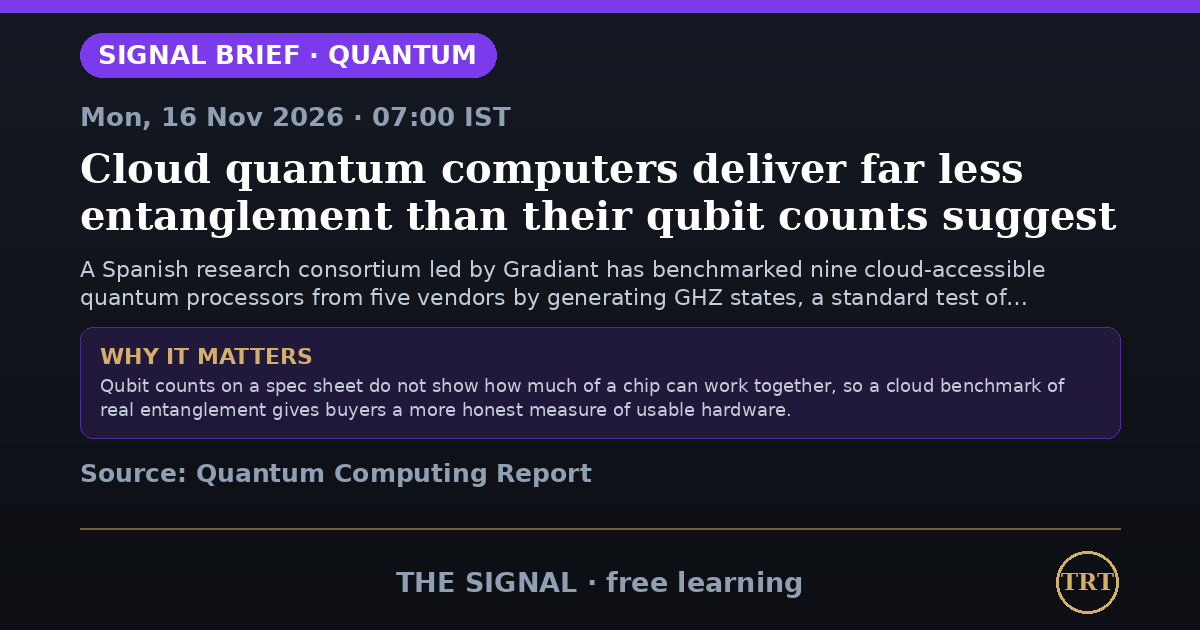 SIGNAL BRIEF · QUANTUM
Mon, 16 Nov 2026 · 07:00 IST
Cloud quantum computers deliver far less
entanglement than their qubit counts suggest
A Spanish research consortium led by Gradiant has benchmarked nine cloud-accessible
quantum processors from five vendors by generating GHZ states, a standard test of…
WHY IT MATTERS
Qubit counts on a spec sheet do not show how much of a chip can work together, so a cloud benchmark of
real entanglement gives buyers a more honest measure of usable hardware.
Source: Quantum Computing Report
THE SIGNAL · free learning
TRT